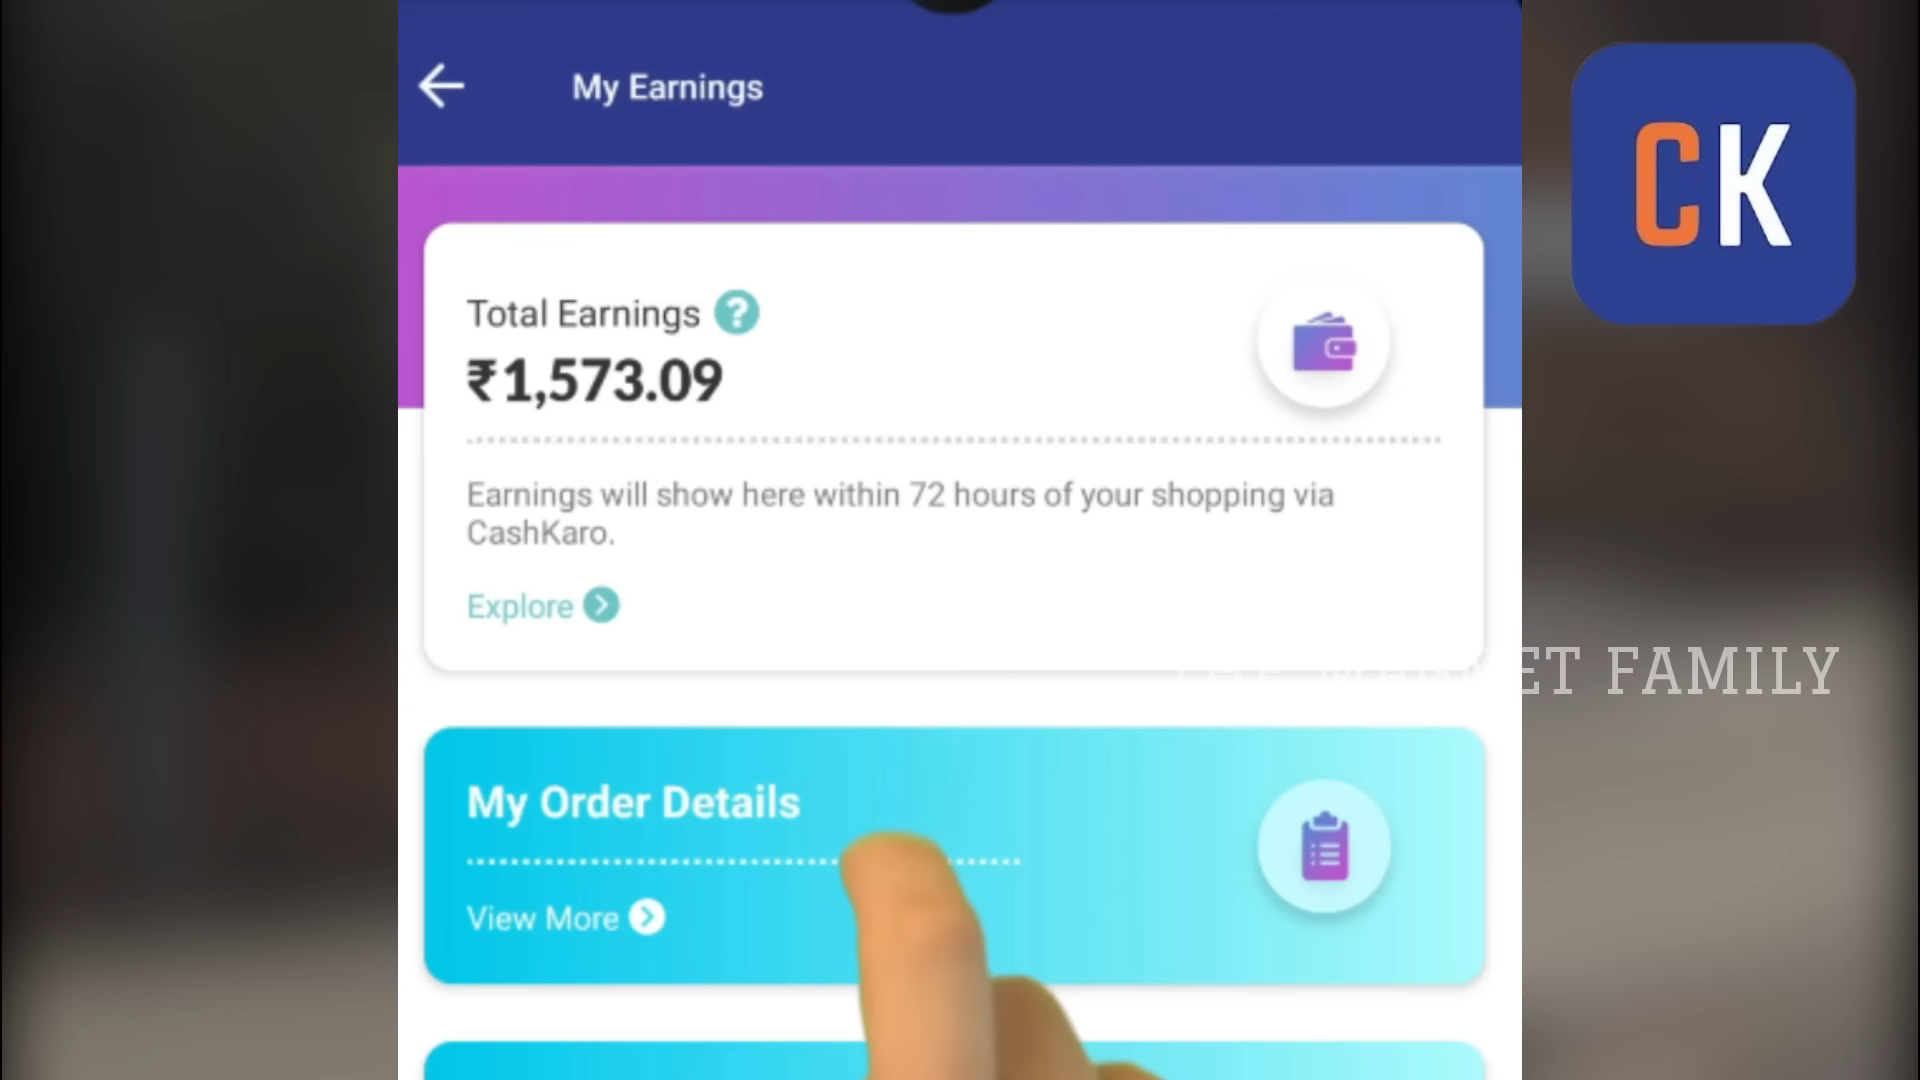 My Earnings
CK
Total Earnings ?
₹1,573.09
Earnings will show here within 72 hours of your shopping via
CashKaro.
Explore
FAMILY
My Order Details
View More